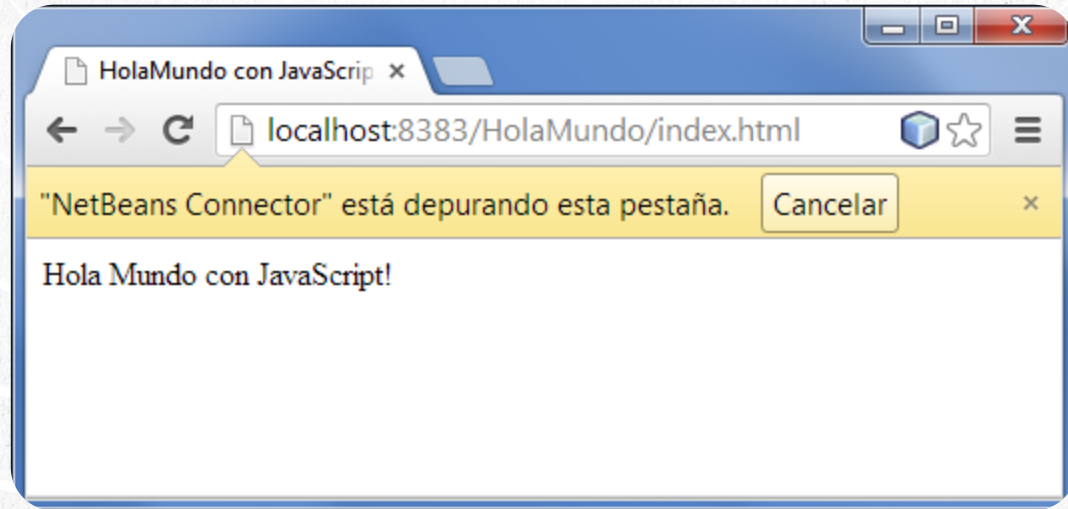 HolaMundo con JavaScrip
localhost:8383/HolaMundo/index.html
"NetBeans Connector" está depurando esta pestaña. Cancelar
Hola Mundo con JavaScript!